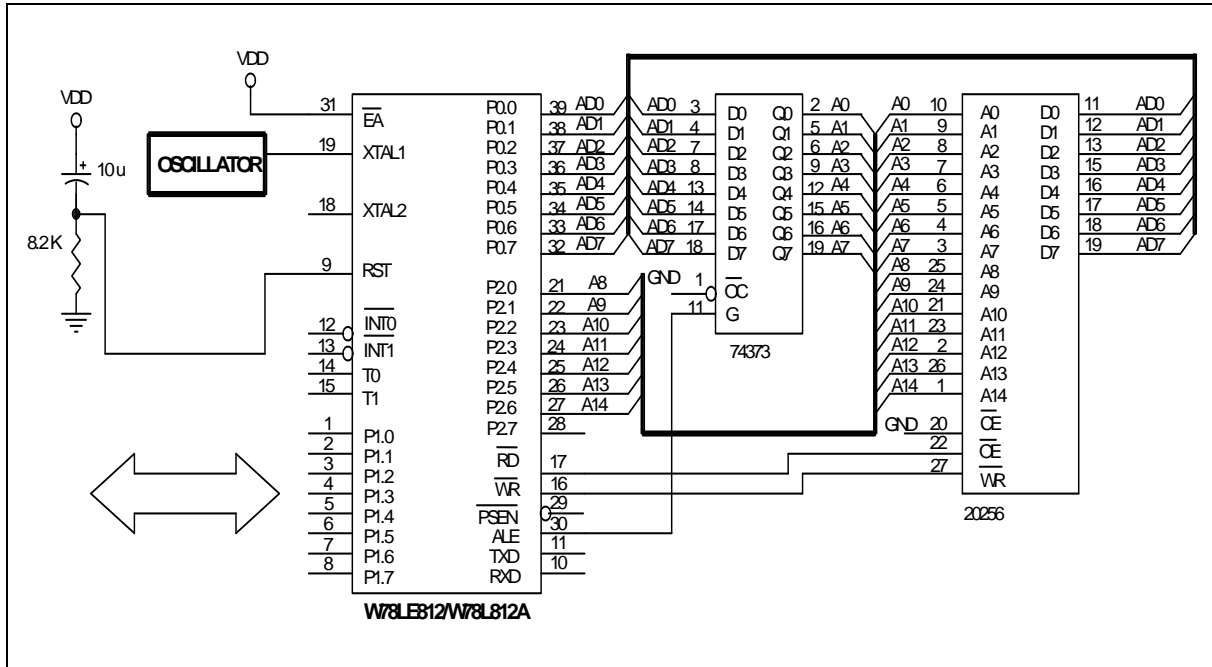 VDD
VDD
10u
8.2K
OSCILLATOR
31
19
18
9
12
13
14
15
1
2
3
4
5
6
7
8
EA
XTAL1
XTAL2
RST
INT0
INT1
T0
T1
P1.0
P1.1
P1.2
P1.3
P1.4
P1.5
P1.6
P1.7
P0.0 39 AD0
P0.1 38 AD1
P0.2 37 AD2
P0.3 36 AD3
P0.4 35 AD4
P0.5 34 AD5
P0.6 33 AD6
P0.7 32 AD7
P2.0 21 A8
P2.1 22 A9
P2.2 23 A10
P2.3 24 A11
P2.4 25 A12
P2.5 26 A13
P2.6 27 A14
P2.7 28
RD 17
WR 16
PSEN 29
ALE 30
TXD 11
RXD 10
W78LE812/W78L812A
AD0 3 D0 Q0 2 A0
AD1 4 D1 Q1 5 A1
AD2 7 D2 Q2 6 A2
AD3 8 D3 Q3 9 A3
AD4 13 D4 Q4 12 A4
AD5 14 D5 Q5 15 A5
AD6 17 D6 Q6 16 A6
AD7 18 D7 Q7 19 A7
GND 1 OC
11 G
74373
A0 10 A0 D0 11 AD0
A1 9 A1 D1 12 AD1
A2 8 A2 D2 13 AD2
A3 7 A3 D3 15 AD3
A4 6 A4 D4 16 AD4
A5 5 A5 D5 17 AD5
A6 4 A6 D6 18 AD6
A7 3 A7 D7 19 AD7
A8 25 A8
A9 24 A9
A10 21 A10
A11 23 A11
A12 2 A12
A13 26 A13
A14 1 A14
GND 20 OE
22 OE
27 WR
20256